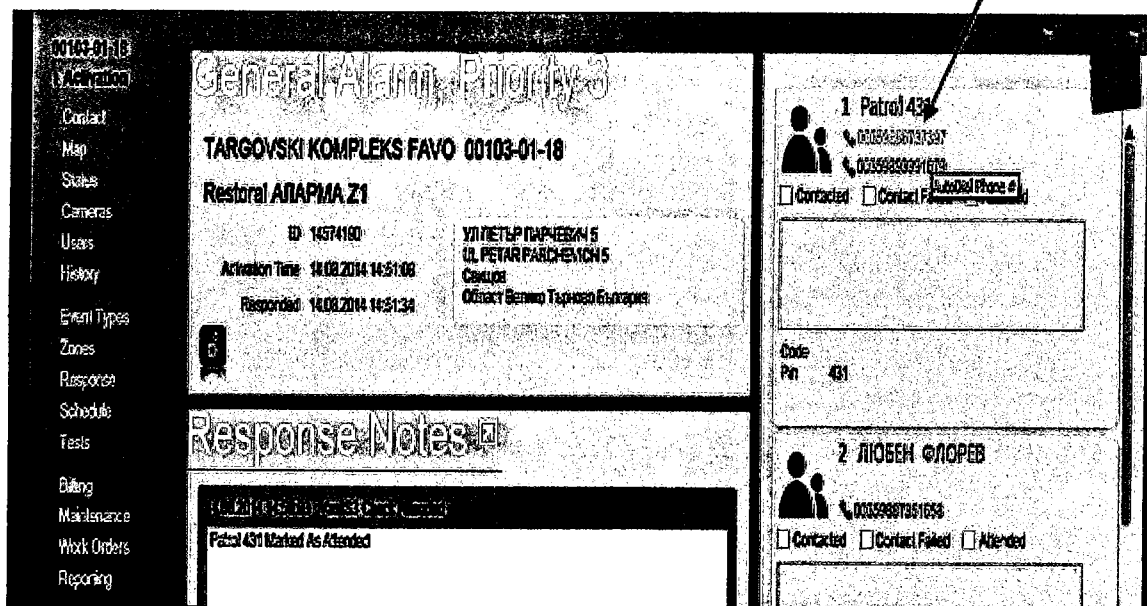 00103-01-18
1 Activation
Contact
Map
Status
Cameras
Users
History
Event Types
Zones
Response
Schedule
Tests
Billing
Maintenance
Work Orders
Reporting
General Alarm Priority 3
TARGOVSKI KOMPLEKS FAVO 00103-01-18
Restoral АЛАРМА Z1
ID 14574190
Activation Time 14.08.2014 14:51:08
Responded 14.08.2014 14:51:34
УЛ ПЕТЪР ПАРЧЕВИЧ 5
UL PETAR PARCHEVICH 5
Област Велико Търново България
Response Notes
Patrol 431 Marked As Attended
1 Patrol 431
AutoDial Phone #
Contacted Contact
Code
Pin 431
2 ЛЮБЕН ФЛОРЕВ
Contacted Contact Failed Attended